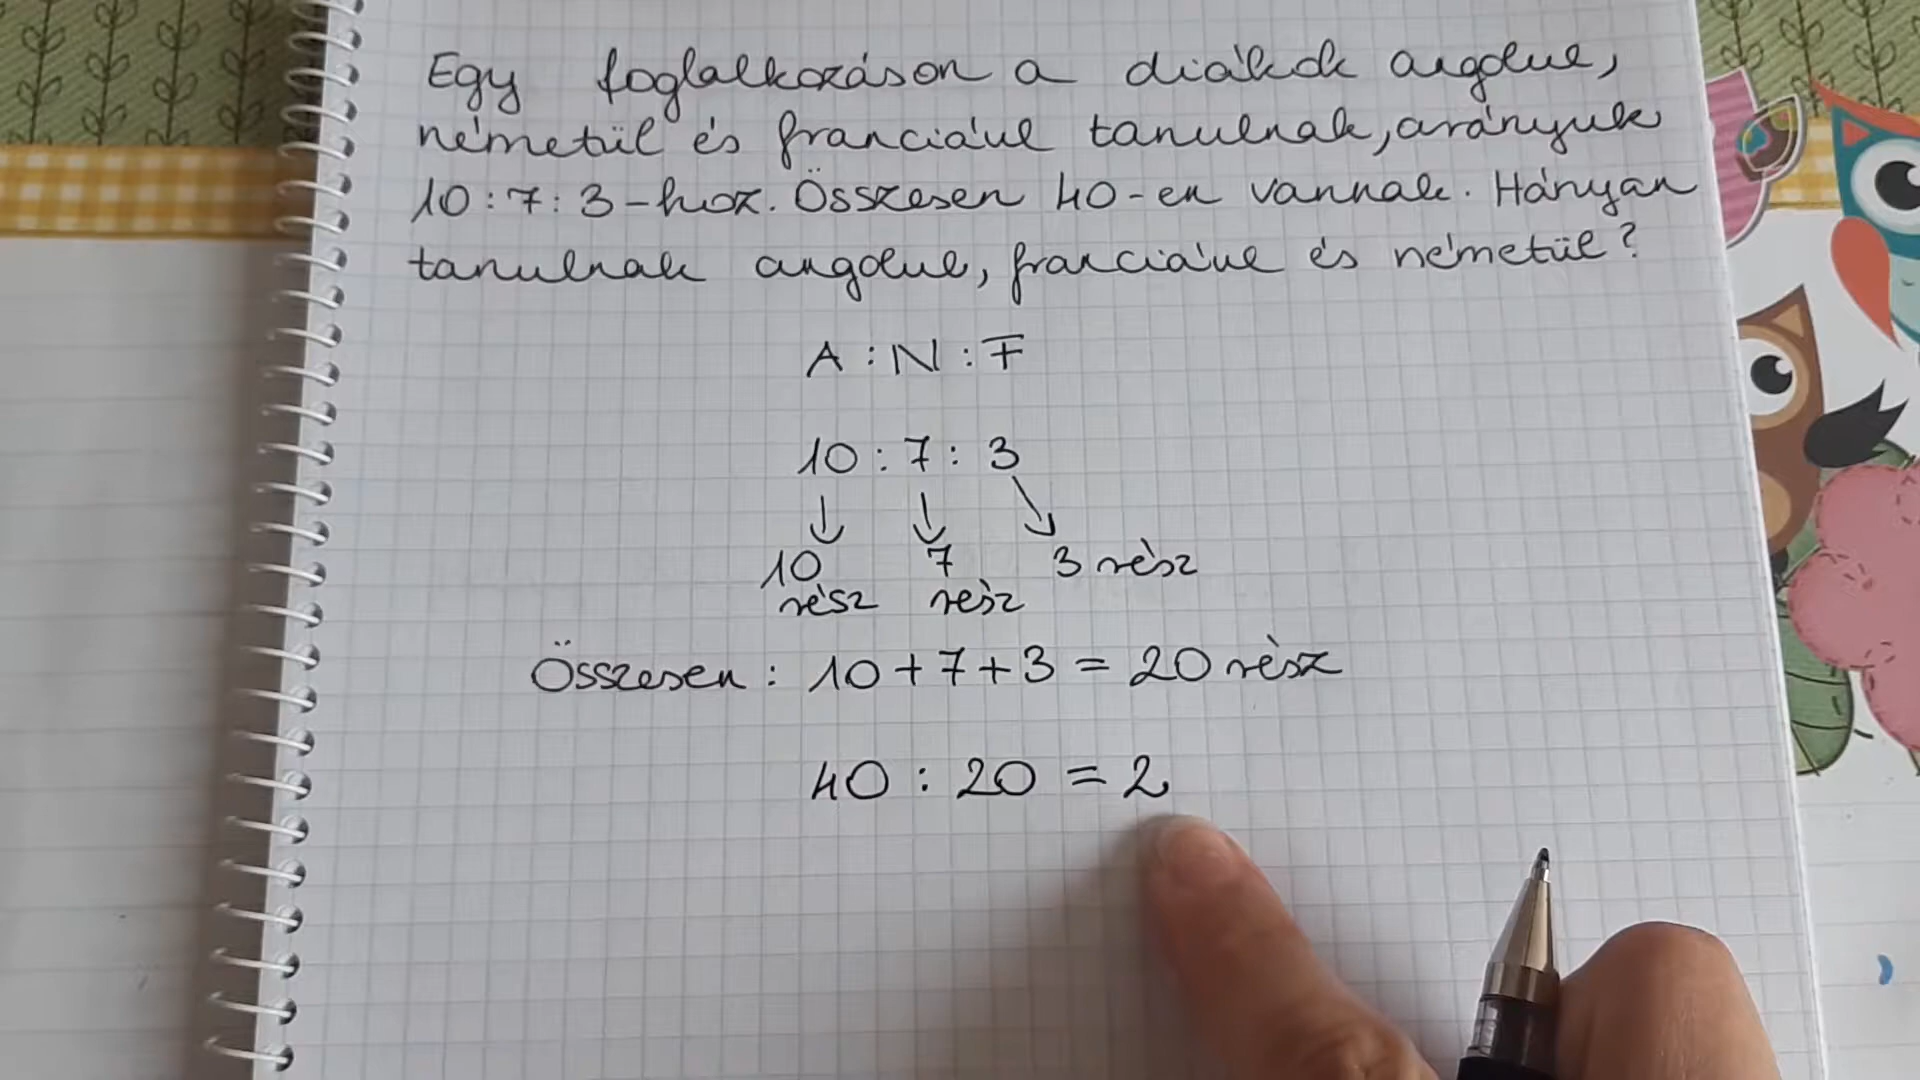 Egy foglalkozáson a diákok angolul,
németül és franciául tanulnak, arányuk
10:7:3-hoz. Összesen 40-en vannak. Hányan
tanulnak angolul, franciául és németül?
A : N : F
10 : 7 : 3
10 7 3 rész
rész rész
Összesen: 10+7+3 = 20 rész
40 : 20 = 2